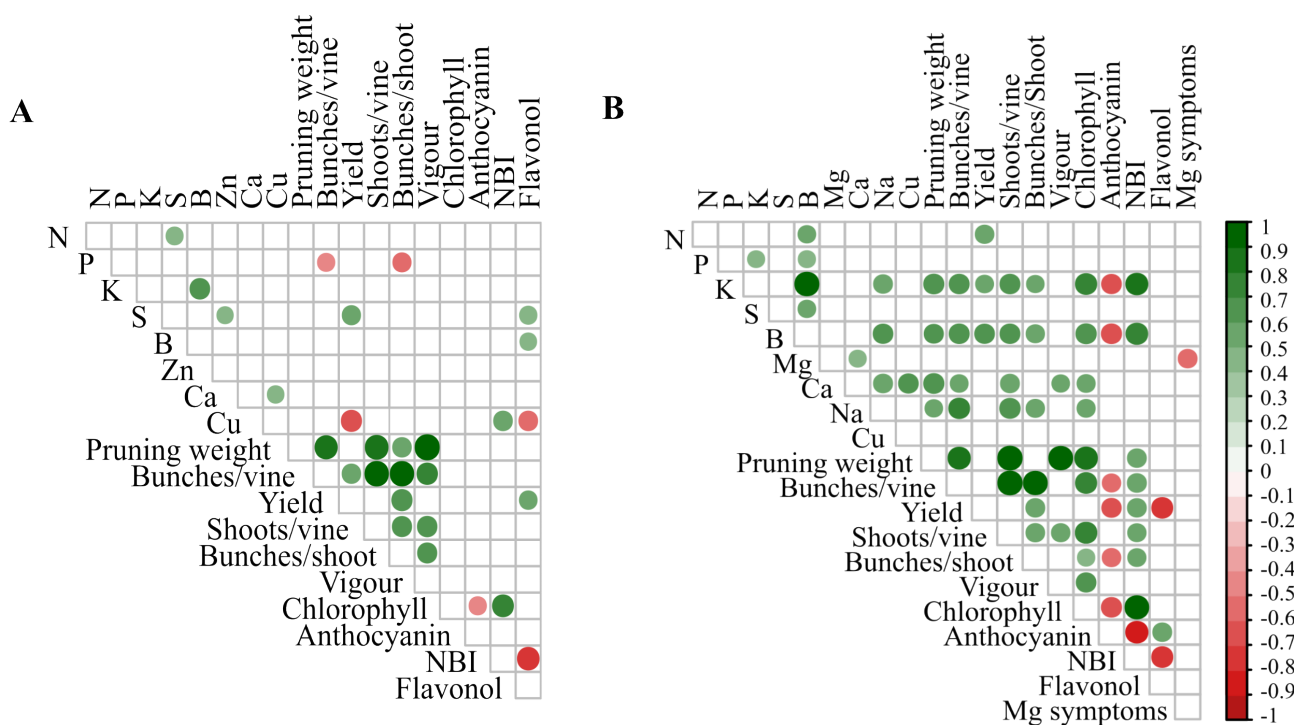 A
N
P
K
S
B
Zn
Ca
Cu
Pruning weight
Bunches/vine
Yield
Shoots/vine
Bunches/shoot
Vigour
Chlorophyll
Anthocyanin
NBI
Flavonol
N
P
K
S
B
Zn
Ca
Cu
Pruning weight
Bunches/vine
Yield
Shoots/vine
Bunches/shoot
Vigour
Chlorophyll
Anthocyanin
NBI
Flavonol
B
N
P
K
S
B
Mg
Ca
Na
Cu
Pruning weight
Bunches/vine
Yield
Shoots/vine
Bunches/Shoot
Vigour
Chlorophyll
Anthocyanin
NBI
Flavonol
Mg symptoms
N
P
K
S
B
Mg
Ca
Na
Cu
Pruning weight
Bunches/vine
Yield
Shoots/vine
Bunches/shoot
Vigour
Chlorophyll
Anthocyanin
NBI
Flavonol
Mg symptoms
1
0.9
0.8
0.7
0.6
0.5
0.4
0.3
0.2
0.1
0
-0.1
-0.2
-0.3
-0.4
-0.5
-0.6
-0.7
-0.8
-0.9
-1